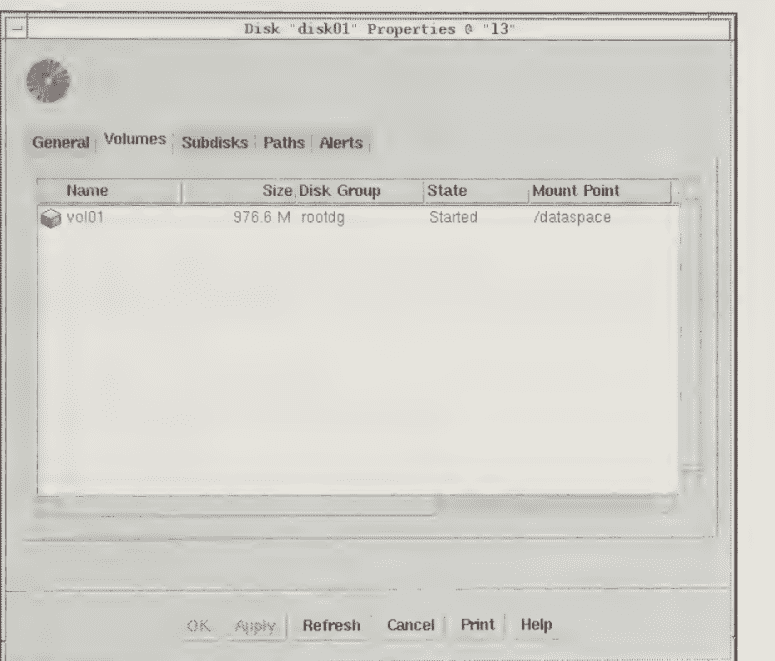 Disk "disk01" Properties @ "l3"
General Volumes Subdisks Paths Alerts
Name Size Disk Group State Mount Point
vol01 976.6 M rootdg Started /dataspace
OK Apply Refresh Cancel Print Help